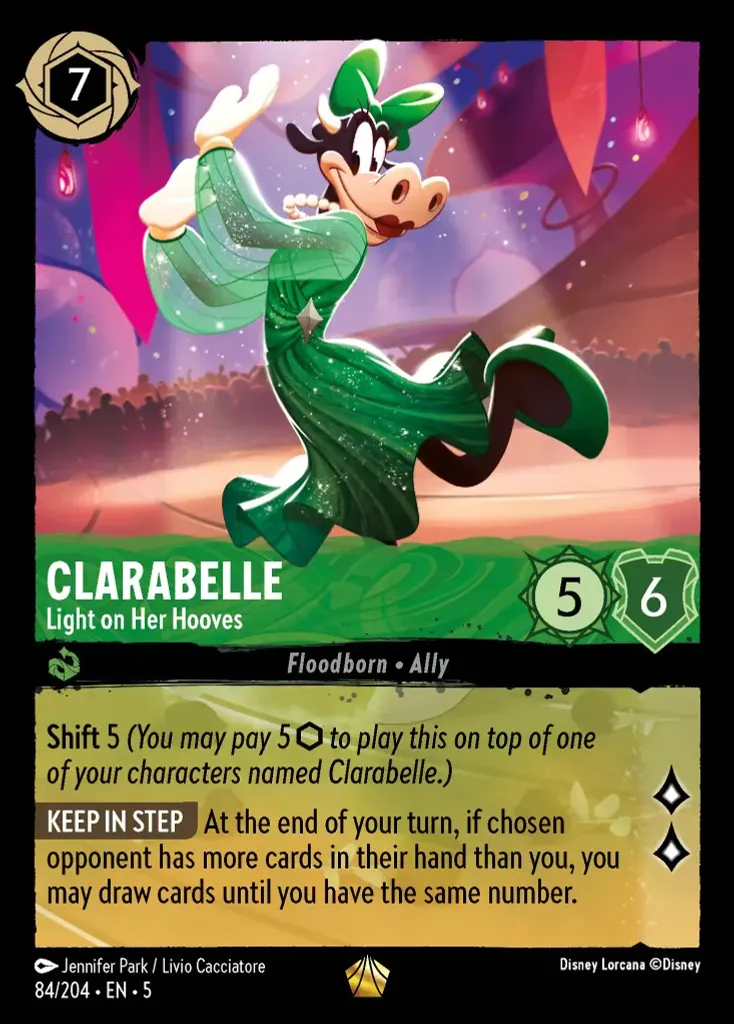 7
CLARABELLE
Light on Her Hooves
5
6
Floodborn • Ally
Shift 5 (You may pay 5 ⬡ to play this on top of one
of your characters named Clarabelle.)
KEEP IN STEP At the end of your turn, if chosen
opponent has more cards in their hand than you, you
may draw cards until you have the same number.
Jennifer Park / Livio Cacciatore
Disney Lorcana ©Disney
84/204 • EN • 5